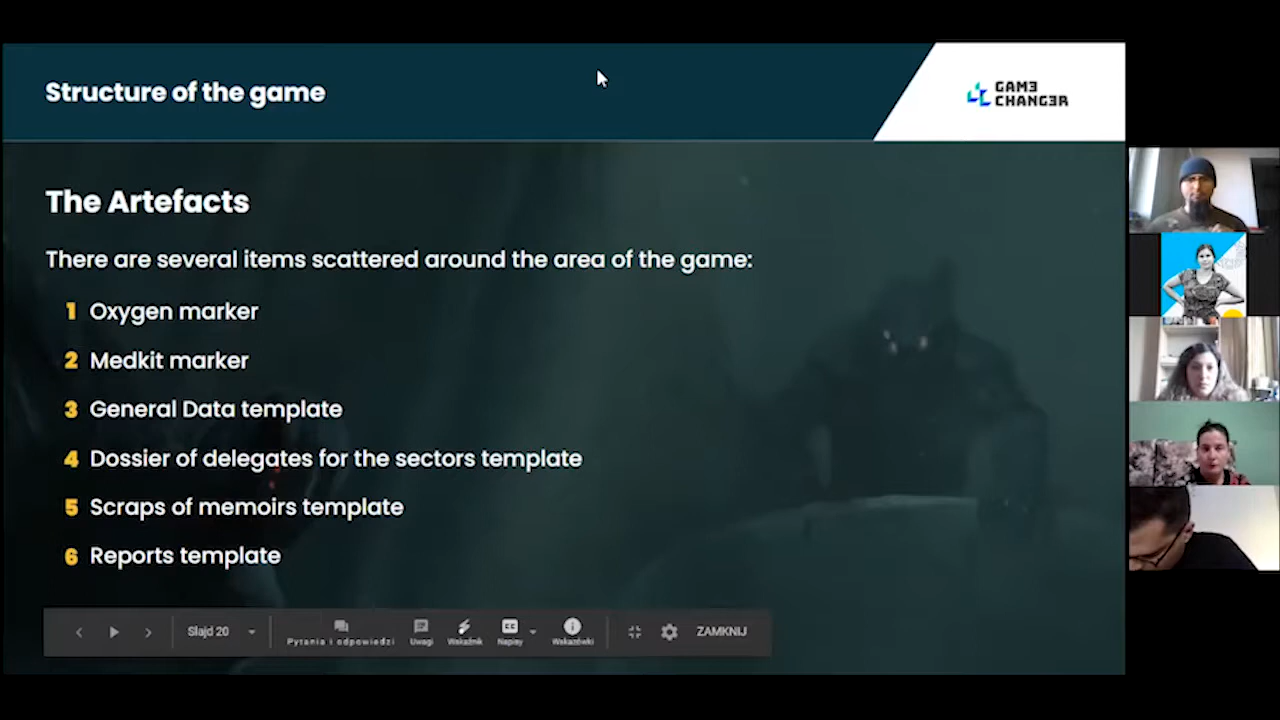 Structure of the game
GAM3
CHANG3R
The Artefacts
There are several items scattered around the area of the game:
1 Oxygen marker
2 Medkit marker
3 General Data template
4 Dossier of delegates for the sectors template
5 Scraps of memoirs template
6 Reports template
Slajd 20
Pytania i odpowiedzi
Uwagi
Wskaźnik
Napisy
Wskazówki
ZAMKNIJ